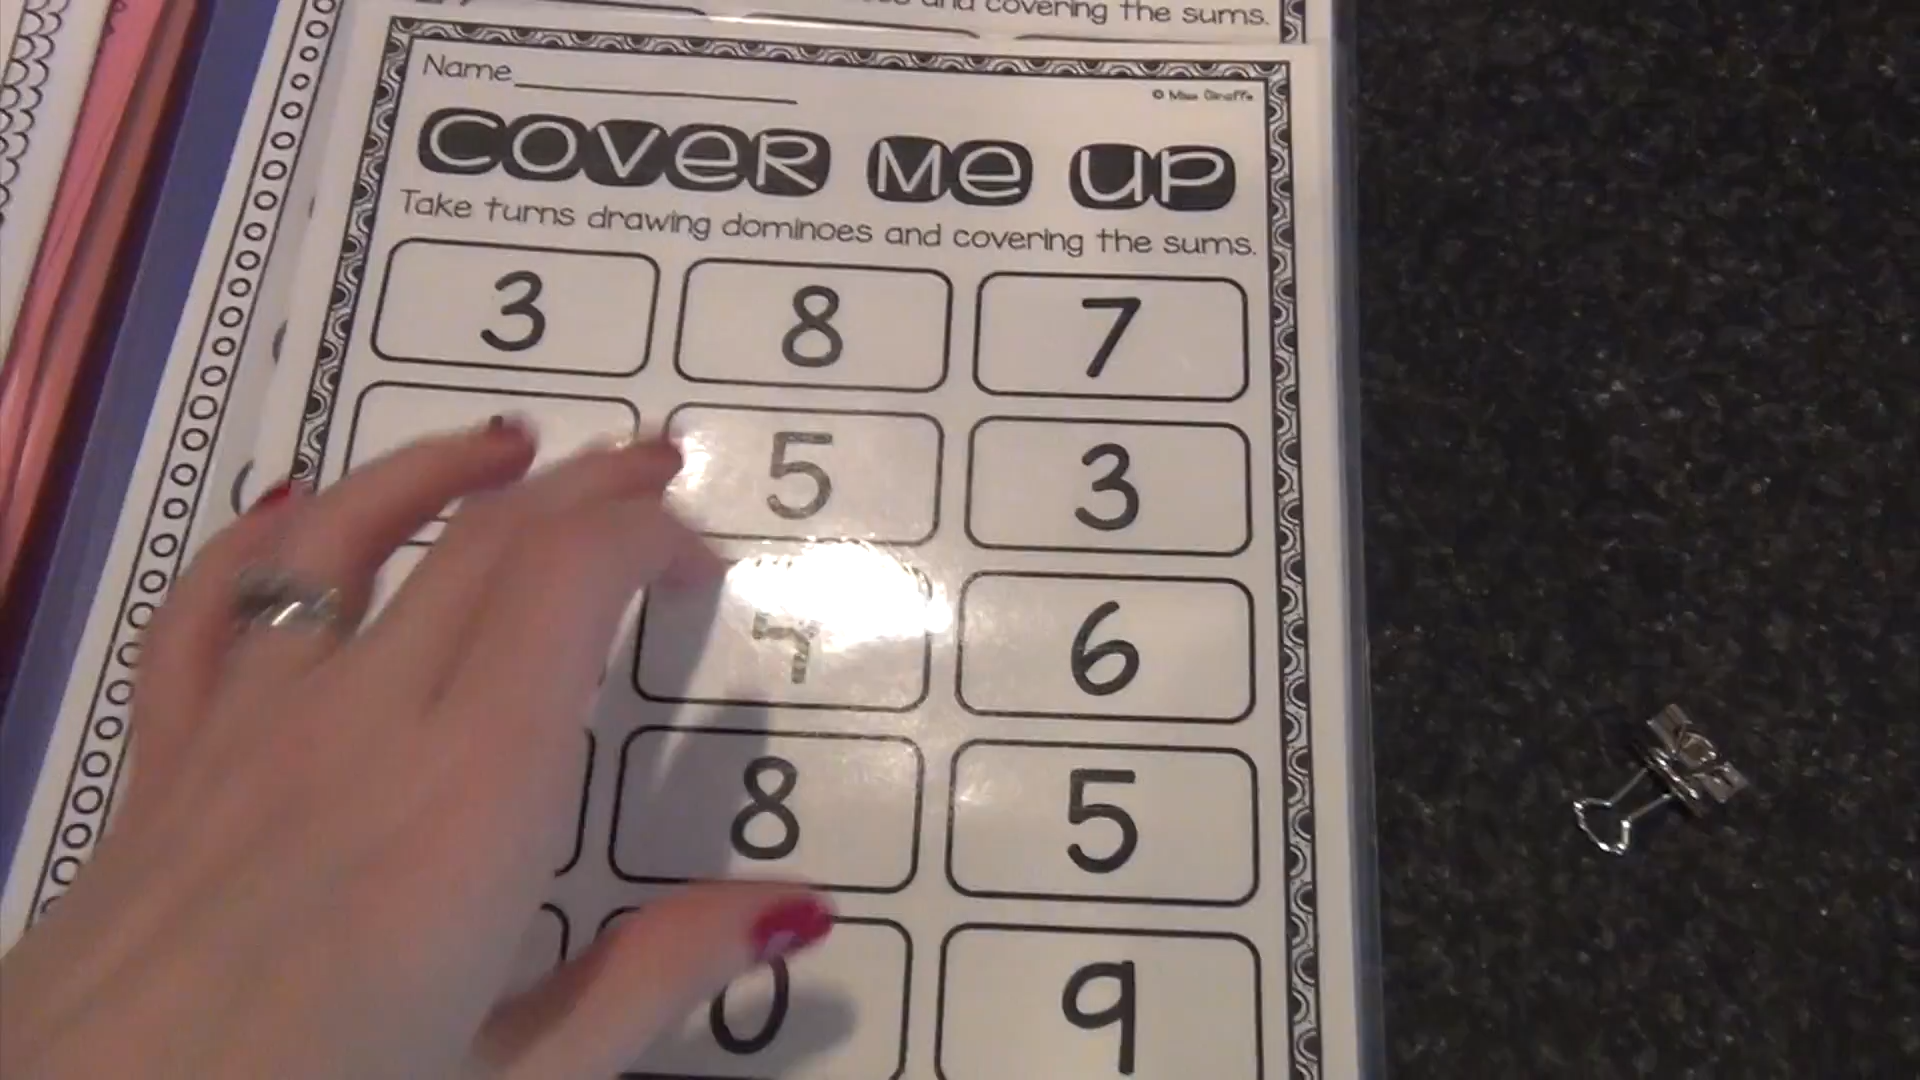 and covering the sums.
Name
© Miss Giraffe
COVER ME UP
Take turns drawing dominoes and covering the sums.
3 8 7
5 3
6
8 5
0 9